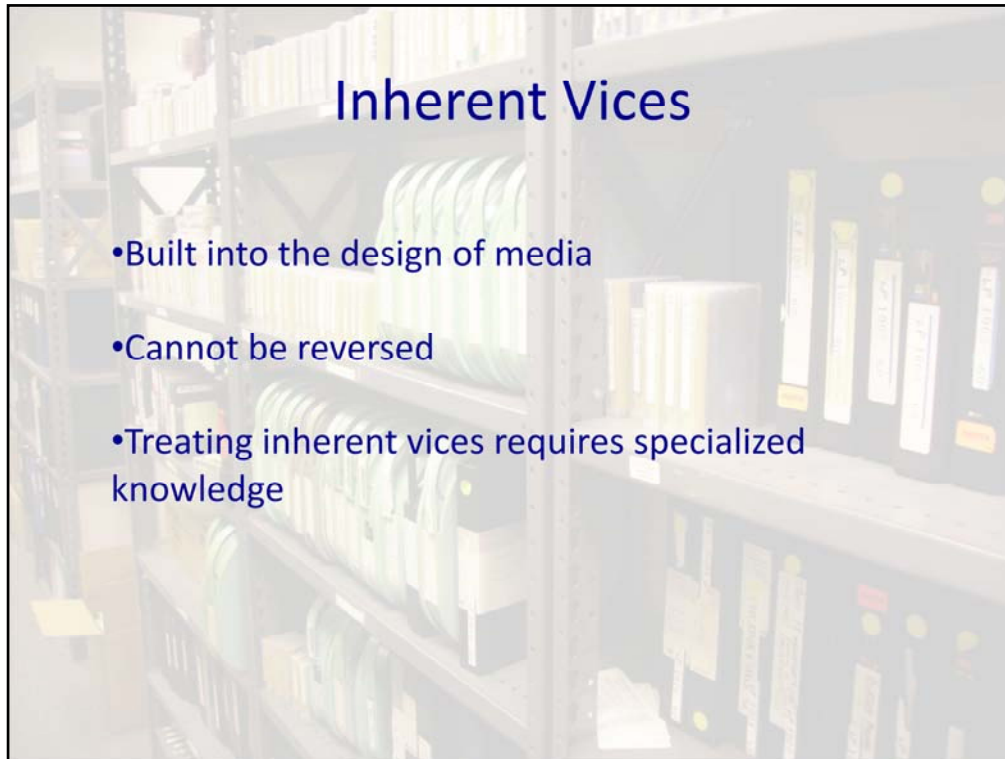 Inherent Vices
•Built into the design of media
•Cannot be reversed
•Treating inherent vices requires specialized
knowledge